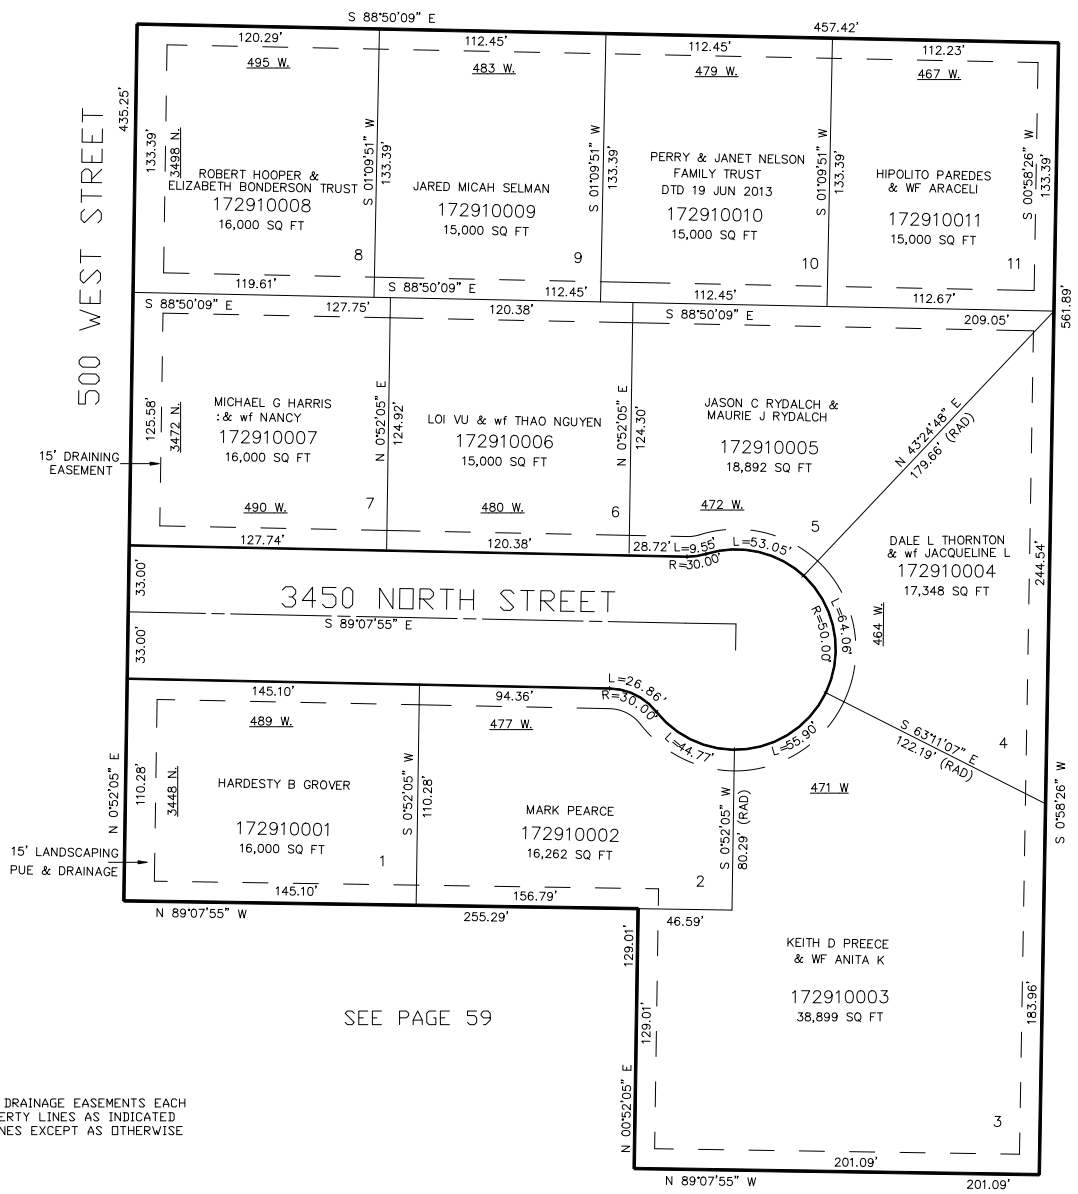 S 88°50'09" E
457.42'
120.29'
112.45'
112.45'
112.23'
495 W.
483 W.
479 W.
467 W.
435.25'
133.39'
3498 N.
S 01°09'51" W
133.39'
S 01°09'51" W
133.39'
S 01°09'51" W
133.39'
S 00°58'26" W
133.39'
ROBERT HOOPER &
ELIZABETH BONDERSON TRUST
172910008
16,000 SQ FT
8
JARED MICAH SELMAN
172910009
15,000 SQ FT
9
PERRY & JANET NELSON
FAMILY TRUST
DTD 19 JUN 2013
172910010
15,000 SQ FT
10
HIPOLITO PAREDES
& WF ARACELI
172910011
15,000 SQ FT
11
119.61'
S 88°50'09" E
112.45'
112.45'
112.67'
S 88°50'09" E
127.75'
120.38'
S 88°50'09" E
209.05'
561.89'
500 WEST STREET
125.58'
3472 N.
MICHAEL G HARRIS
:& wf NANCY
172910007
16,000 SQ FT
7
N 0°52'05" E
124.92'
LOI VU & wf THAO NGUYEN
172910006
15,000 SQ FT
6
N 0°52'05" E
124.30'
JASON C RYDALCH &
MAURIE J RYDALCH
172910005
18,892 SQ FT
5
N 43°24'48" E
179.66' (RAD)
15' DRAINING
EASEMENT
490 W.
480 W.
472 W.
127.74'
120.38'
28.72'
L=9.55'
R=30.00'
L=53.05'
DALE L THORNTON
& wf JACQUELINE L
172910004
17,348 SQ FT
244.54'
33.00'
3450 NORTH STREET
S 89°07'55" E
33.00'
R=50.00'
L=64.06'
464 W.
145.10'
94.36'
L=26.86'
R=30.00'
L=44.77'
L=55.90'
S 63°11'07" E
122.19' (RAD)
4
489 W.
477 W.
471 W
N 0°52'05" E
110.28'
3448 N.
HARDESTY B GROVER
172910001
16,000 SQ FT
1
S 0°52'05" W
110.28'
MARK PEARCE
172910002
16,262 SQ FT
2
S 0°52'05" W
80.29' (RAD)
S 0°58'26" W
15' LANDSCAPING
PUE & DRAINAGE
145.10'
156.79'
N 89°07'55" W
255.29'
46.59'
129.01'
129.01'
N 00°52'05" E
KEITH D PREECE
& WF ANITA K
172910003
38,899 SQ FT
183.96'
3
SEE PAGE 59
DRAINAGE EASEMENTS EACH
ERTY LINES AS INDICATED
NES EXCEPT AS OTHERWISE
201.09'
N 89°07'55" W
201.09'